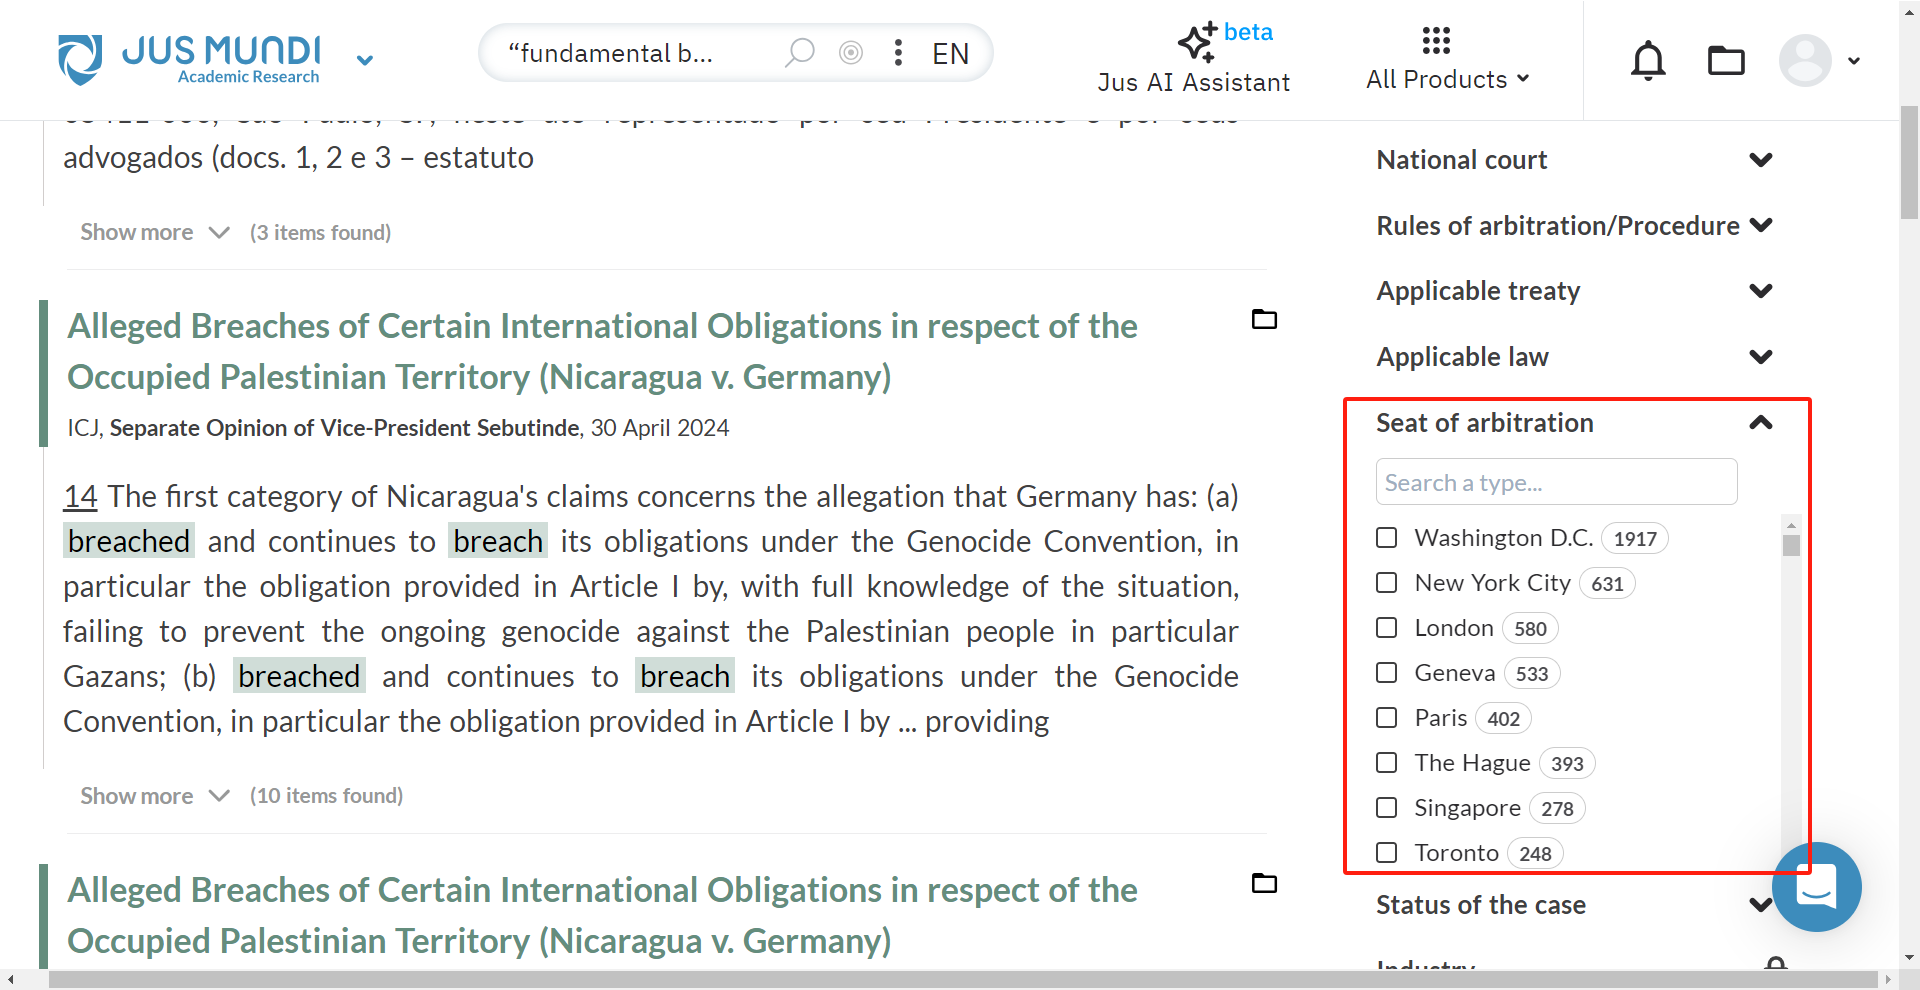 JUS MUNDI
Academic Research
“fundamental b...
EN
beta
Jus AI Assistant
All Products
advogados (docs. 1, 2 e 3 – estatuto
Show more (3 items found)
Alleged Breaches of Certain International Obligations in respect of the
Occupied Palestinian Territory (Nicaragua v. Germany)
ICJ, Separate Opinion of Vice-President Sebutinde, 30 April 2024
14 The first category of Nicaragua's claims concerns the allegation that Germany has: (a)
breached and continues to breach its obligations under the Genocide Convention, in
particular the obligation provided in Article I by, with full knowledge of the situation,
failing to prevent the ongoing genocide against the Palestinian people in particular
Gazans; (b) breached and continues to breach its obligations under the Genocide
Convention, in particular the obligation provided in Article I by ... providing
Show more (10 items found)
Alleged Breaches of Certain International Obligations in respect of the
Occupied Palestinian Territory (Nicaragua v. Germany)
National court
Rules of arbitration/Procedure
Applicable treaty
Applicable law
Seat of arbitration
Search a type...
Washington D.C. 1917
New York City 631
London 580
Geneva 533
Paris 402
The Hague 393
Singapore 278
Toronto 248
Status of the case
Industry